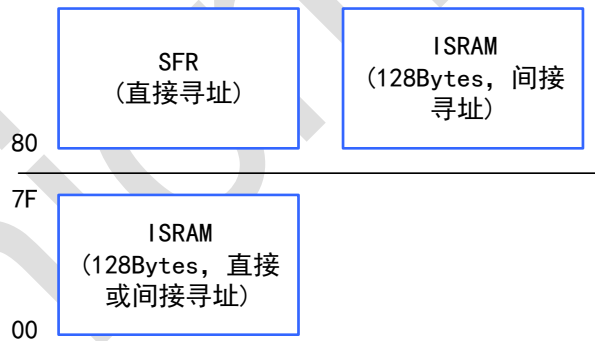 SFR
(直接寻址)
ISRAM
(128Bytes, 间接
寻址)
80
7F
ISRAM
(128Bytes, 直接
或间接寻址)
00